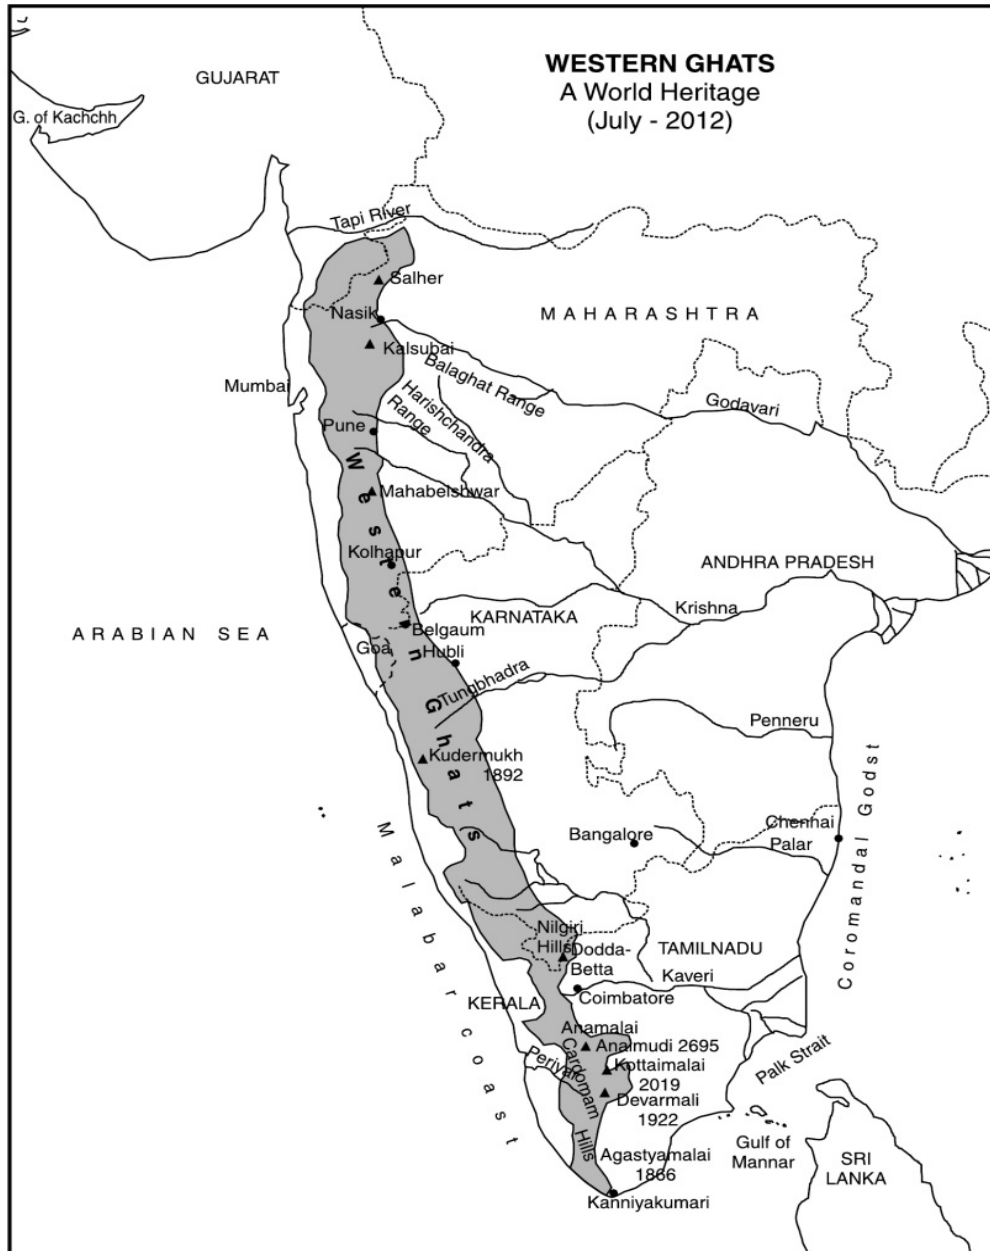 WESTERN GHATS
A World Heritage
(July - 2012)
GUJARAT
G. of Kachchh
Tapi River
Salher
Nasik
MAHARASHTRA
Kalsubai
Balaghat Range
Mumbai
Harishchandra
Range
Godavari
Pune
Western Ghats
Mahabelshwar
Kolhapur
ANDHRA PRADESH
Krishna
KARNATAKA
ARABIAN SEA
Belgaum
Goa
Hubli
Tungbhadra
Penneru
Kudermukh
1892
Coromandal Godst
Malabar coast
Bangalore
Chennai
Palar
Nilgiri
Hills
Dodda-
Betta
TAMILNADU
Kaveri
KERALA
Coimbatore
Anamalai
Analmudi 2695
Periyar
Cardomam
Hills
Kottaimalai
2019
Devarmali
1922
Palk Strait
Gulf of
Mannar
Agastyamalai
1866
SRI
LANKA
Kanniyakumari